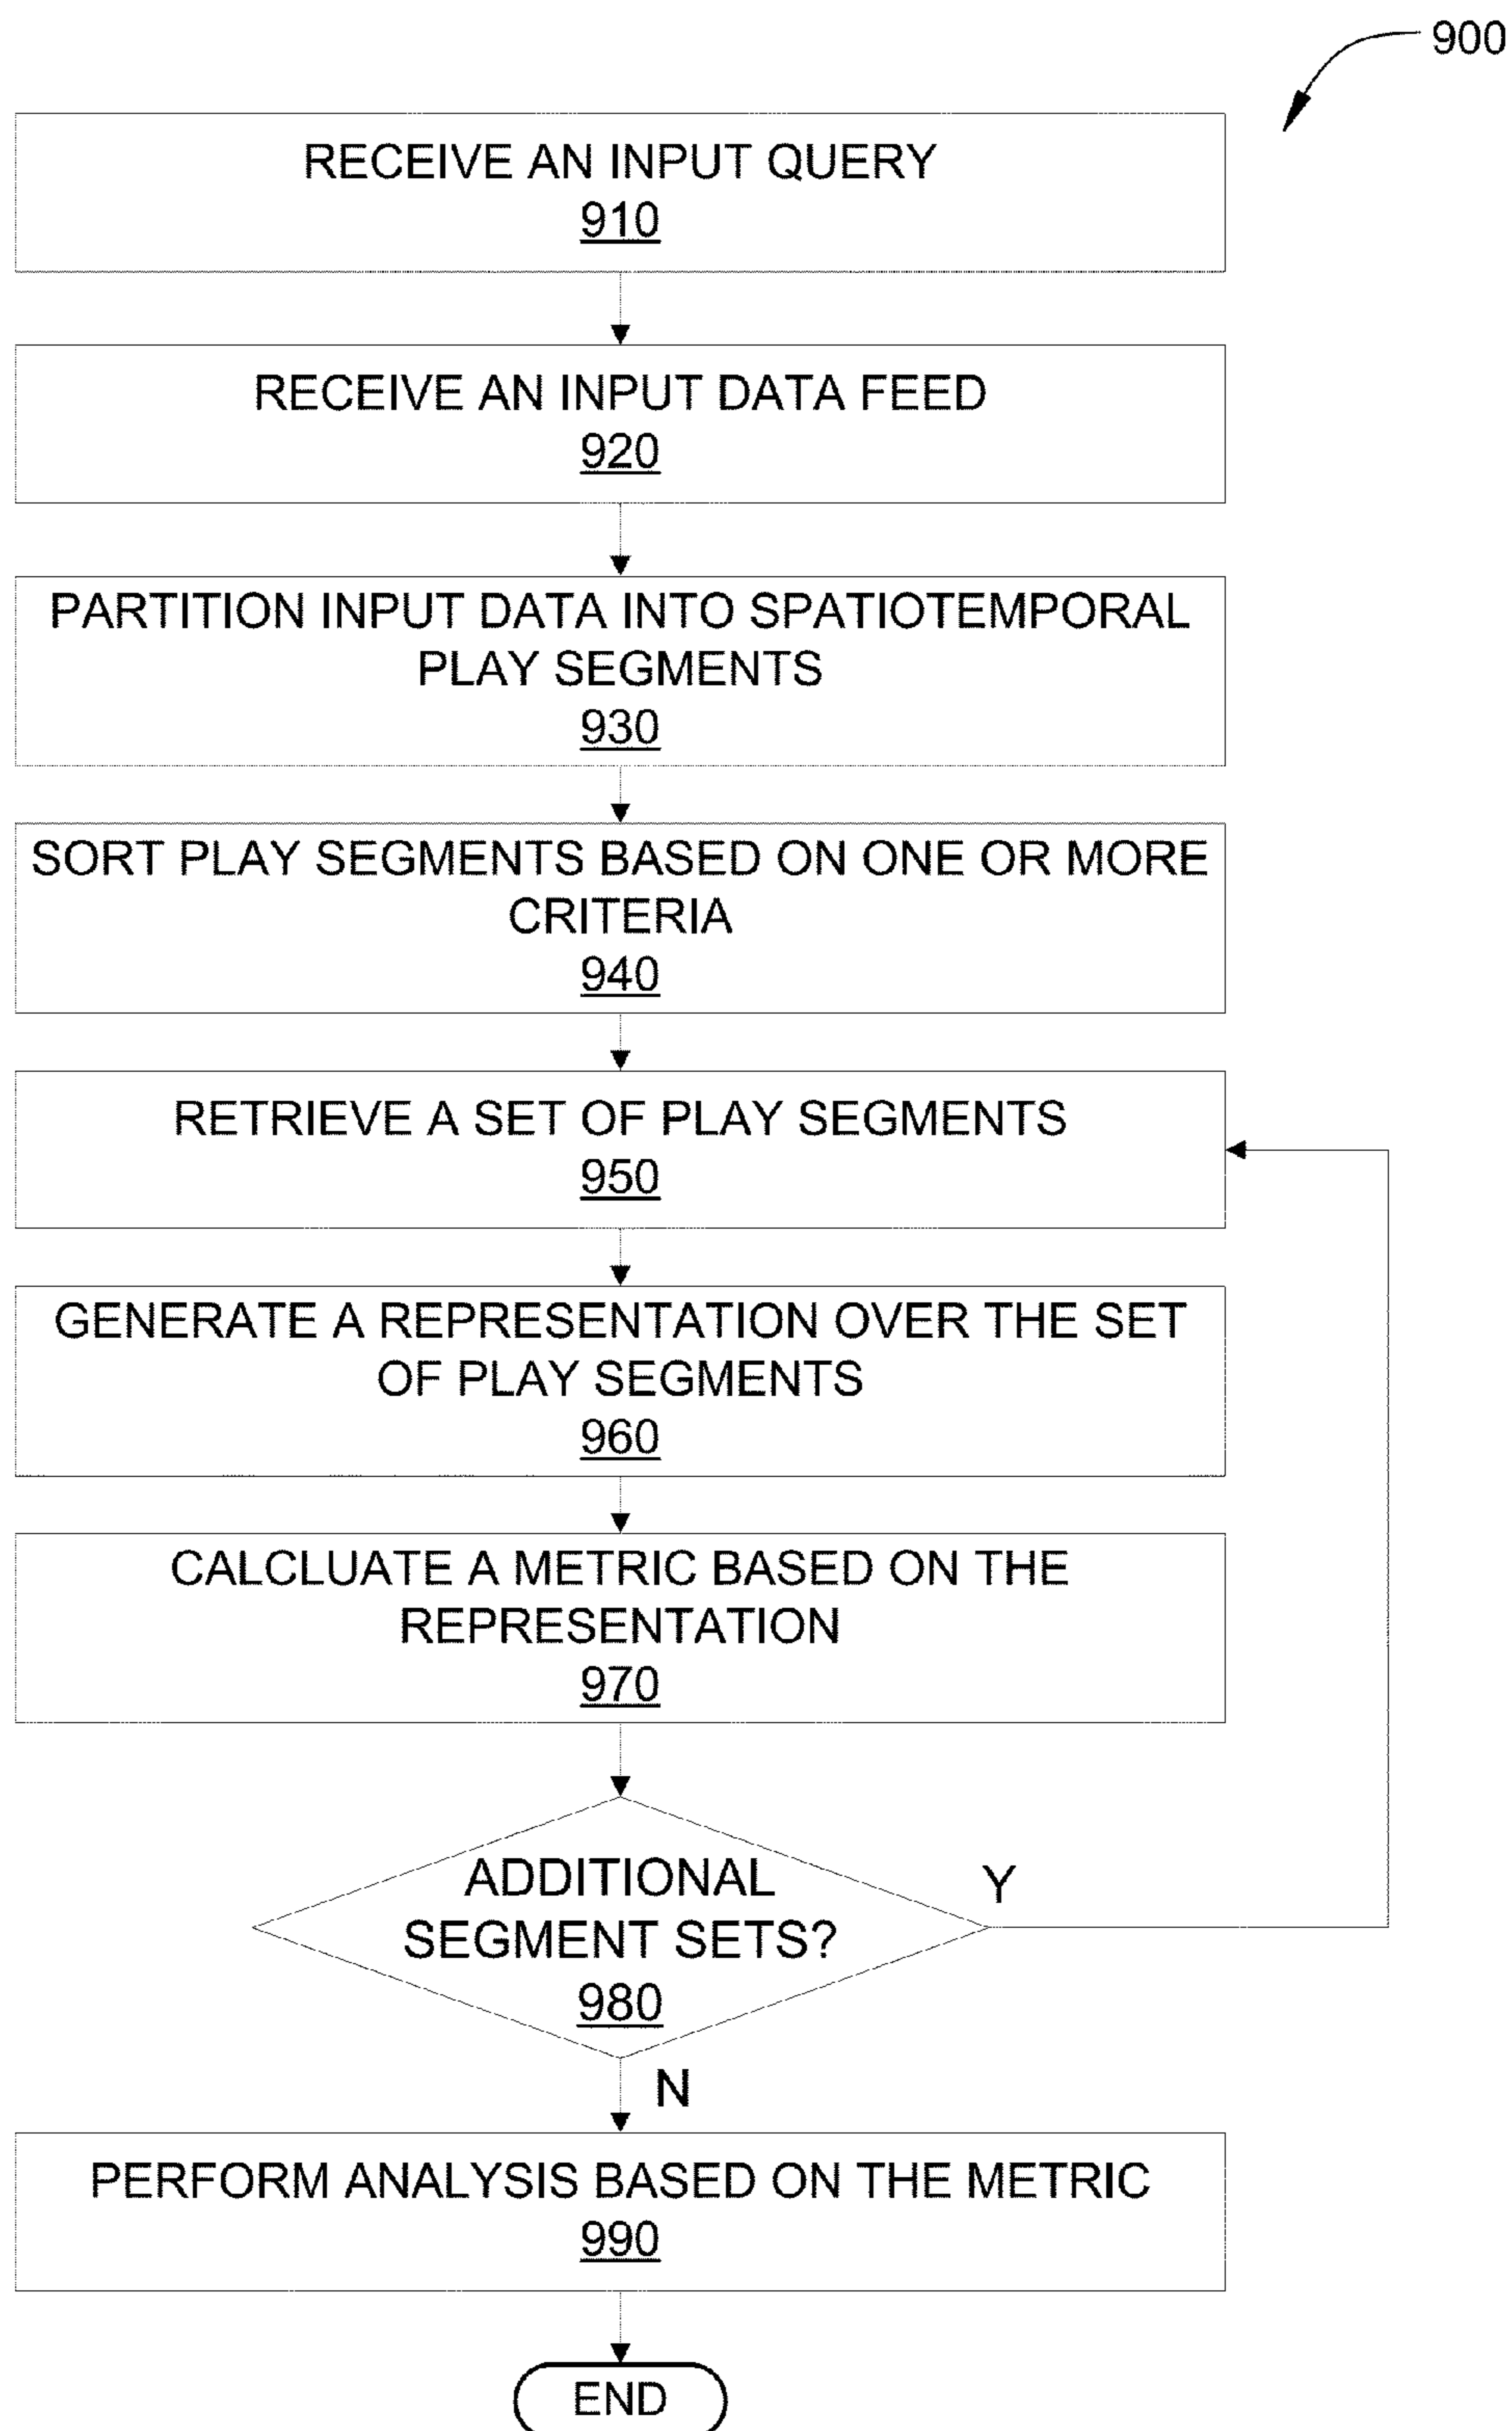 900
RECEIVE AN INPUT QUERY
910
RECEIVE AN INPUT DATA FEED
920
PARTITION INPUT DATA INTO SPATIOTEMPORAL
PLAY SEGMENTS
930
SORT PLAY SEGMENTS BASED ON ONE OR MORE
CRITERIA
940
RETRIEVE A SET OF PLAY SEGMENTS
950
GENERATE A REPRESENTATION OVER THE SET
OF PLAY SEGMENTS
960
CALCLUATE A METRIC BASED ON THE
REPRESENTATION
970
ADDITIONAL
SEGMENT SETS?
980
Y
N
PERFORM ANALYSIS BASED ON THE METRIC
990
END